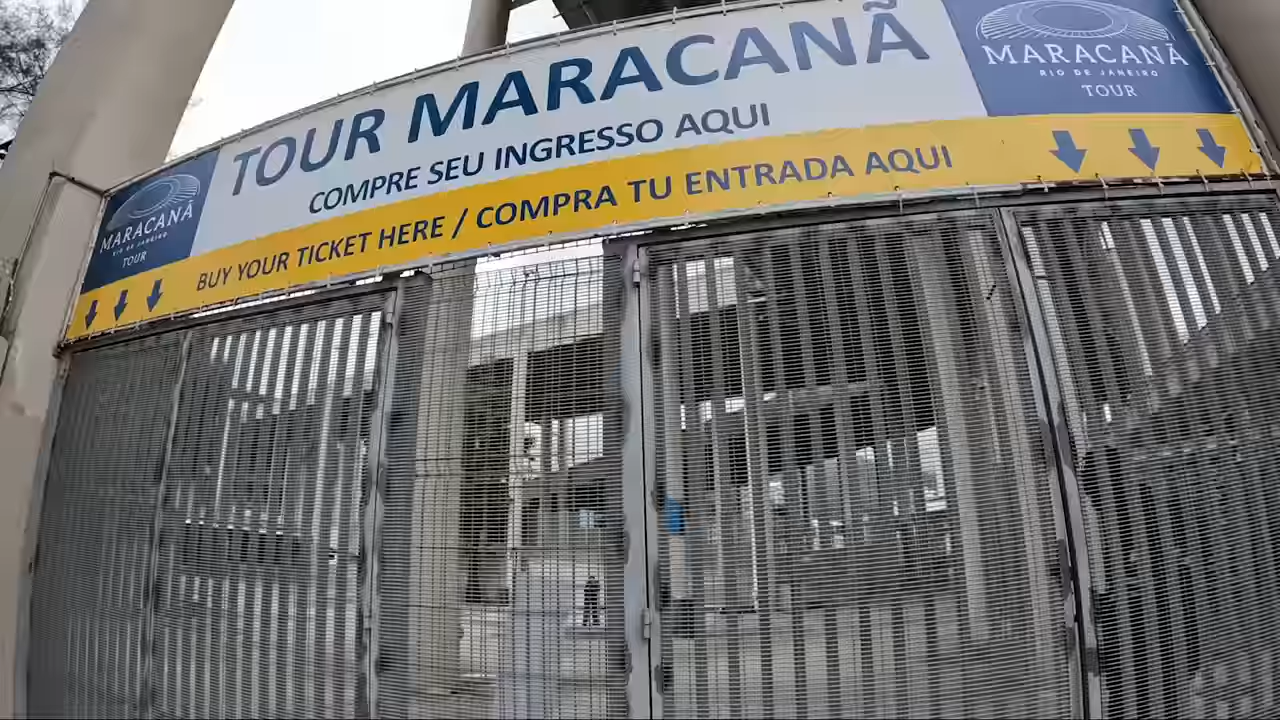 TOUR MARACANÃ
COMPRE SEU INGRESSO AQUI
BUY YOUR TICKET HERE / COMPRA TU ENTRADA AQUI
MARACANÃ
RIO DE JANEIRO
TOUR
MARACANÃ
RIO DE JANEIRO
TOUR